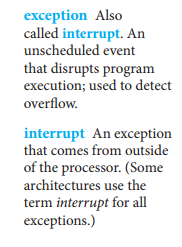 exception Also
called interrupt. An
unscheduled event
that disrupts program
execution; used to detect
overflow.
interrupt An exception
that comes from outside
of the processor. (Some
architectures use the
term interrupt for all
exceptions.)